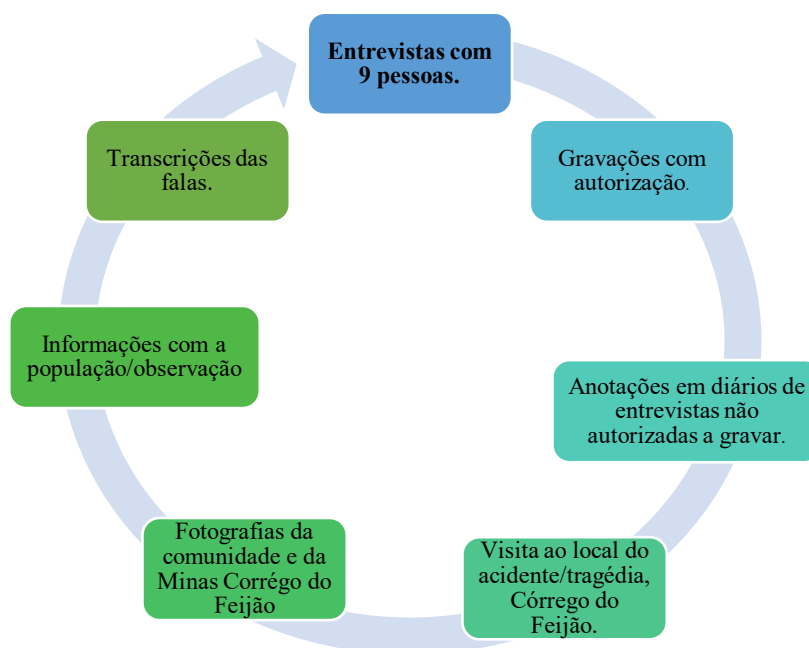 Entrevistas com
9 pessoas.
Gravações com
autorização.
Anotações em diários de
entrevistas não
autorizadas a gravar.
Visita ao local do
acidente/tragédia,
Córrego do
Feijão.
Fotografias da
comunidade e da
Minas Corrégo do
Feijão
Informações com a
população/observação
Transcrições das
falas.